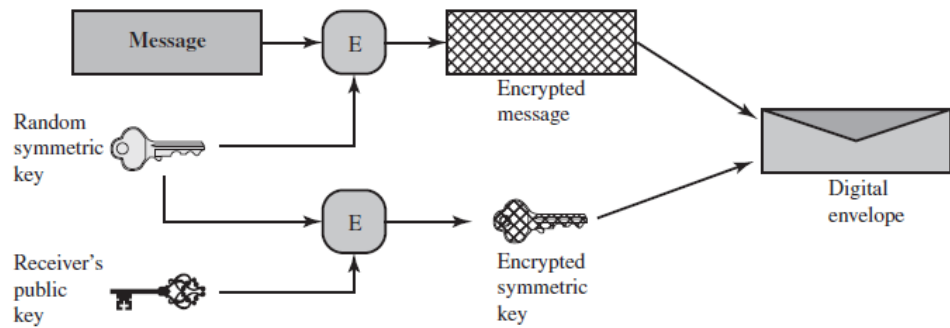 Message
E
Encrypted
message
Random
symmetric
key
Digital
envelope
E
Receiver's
public
key
Encrypted
symmetric
key